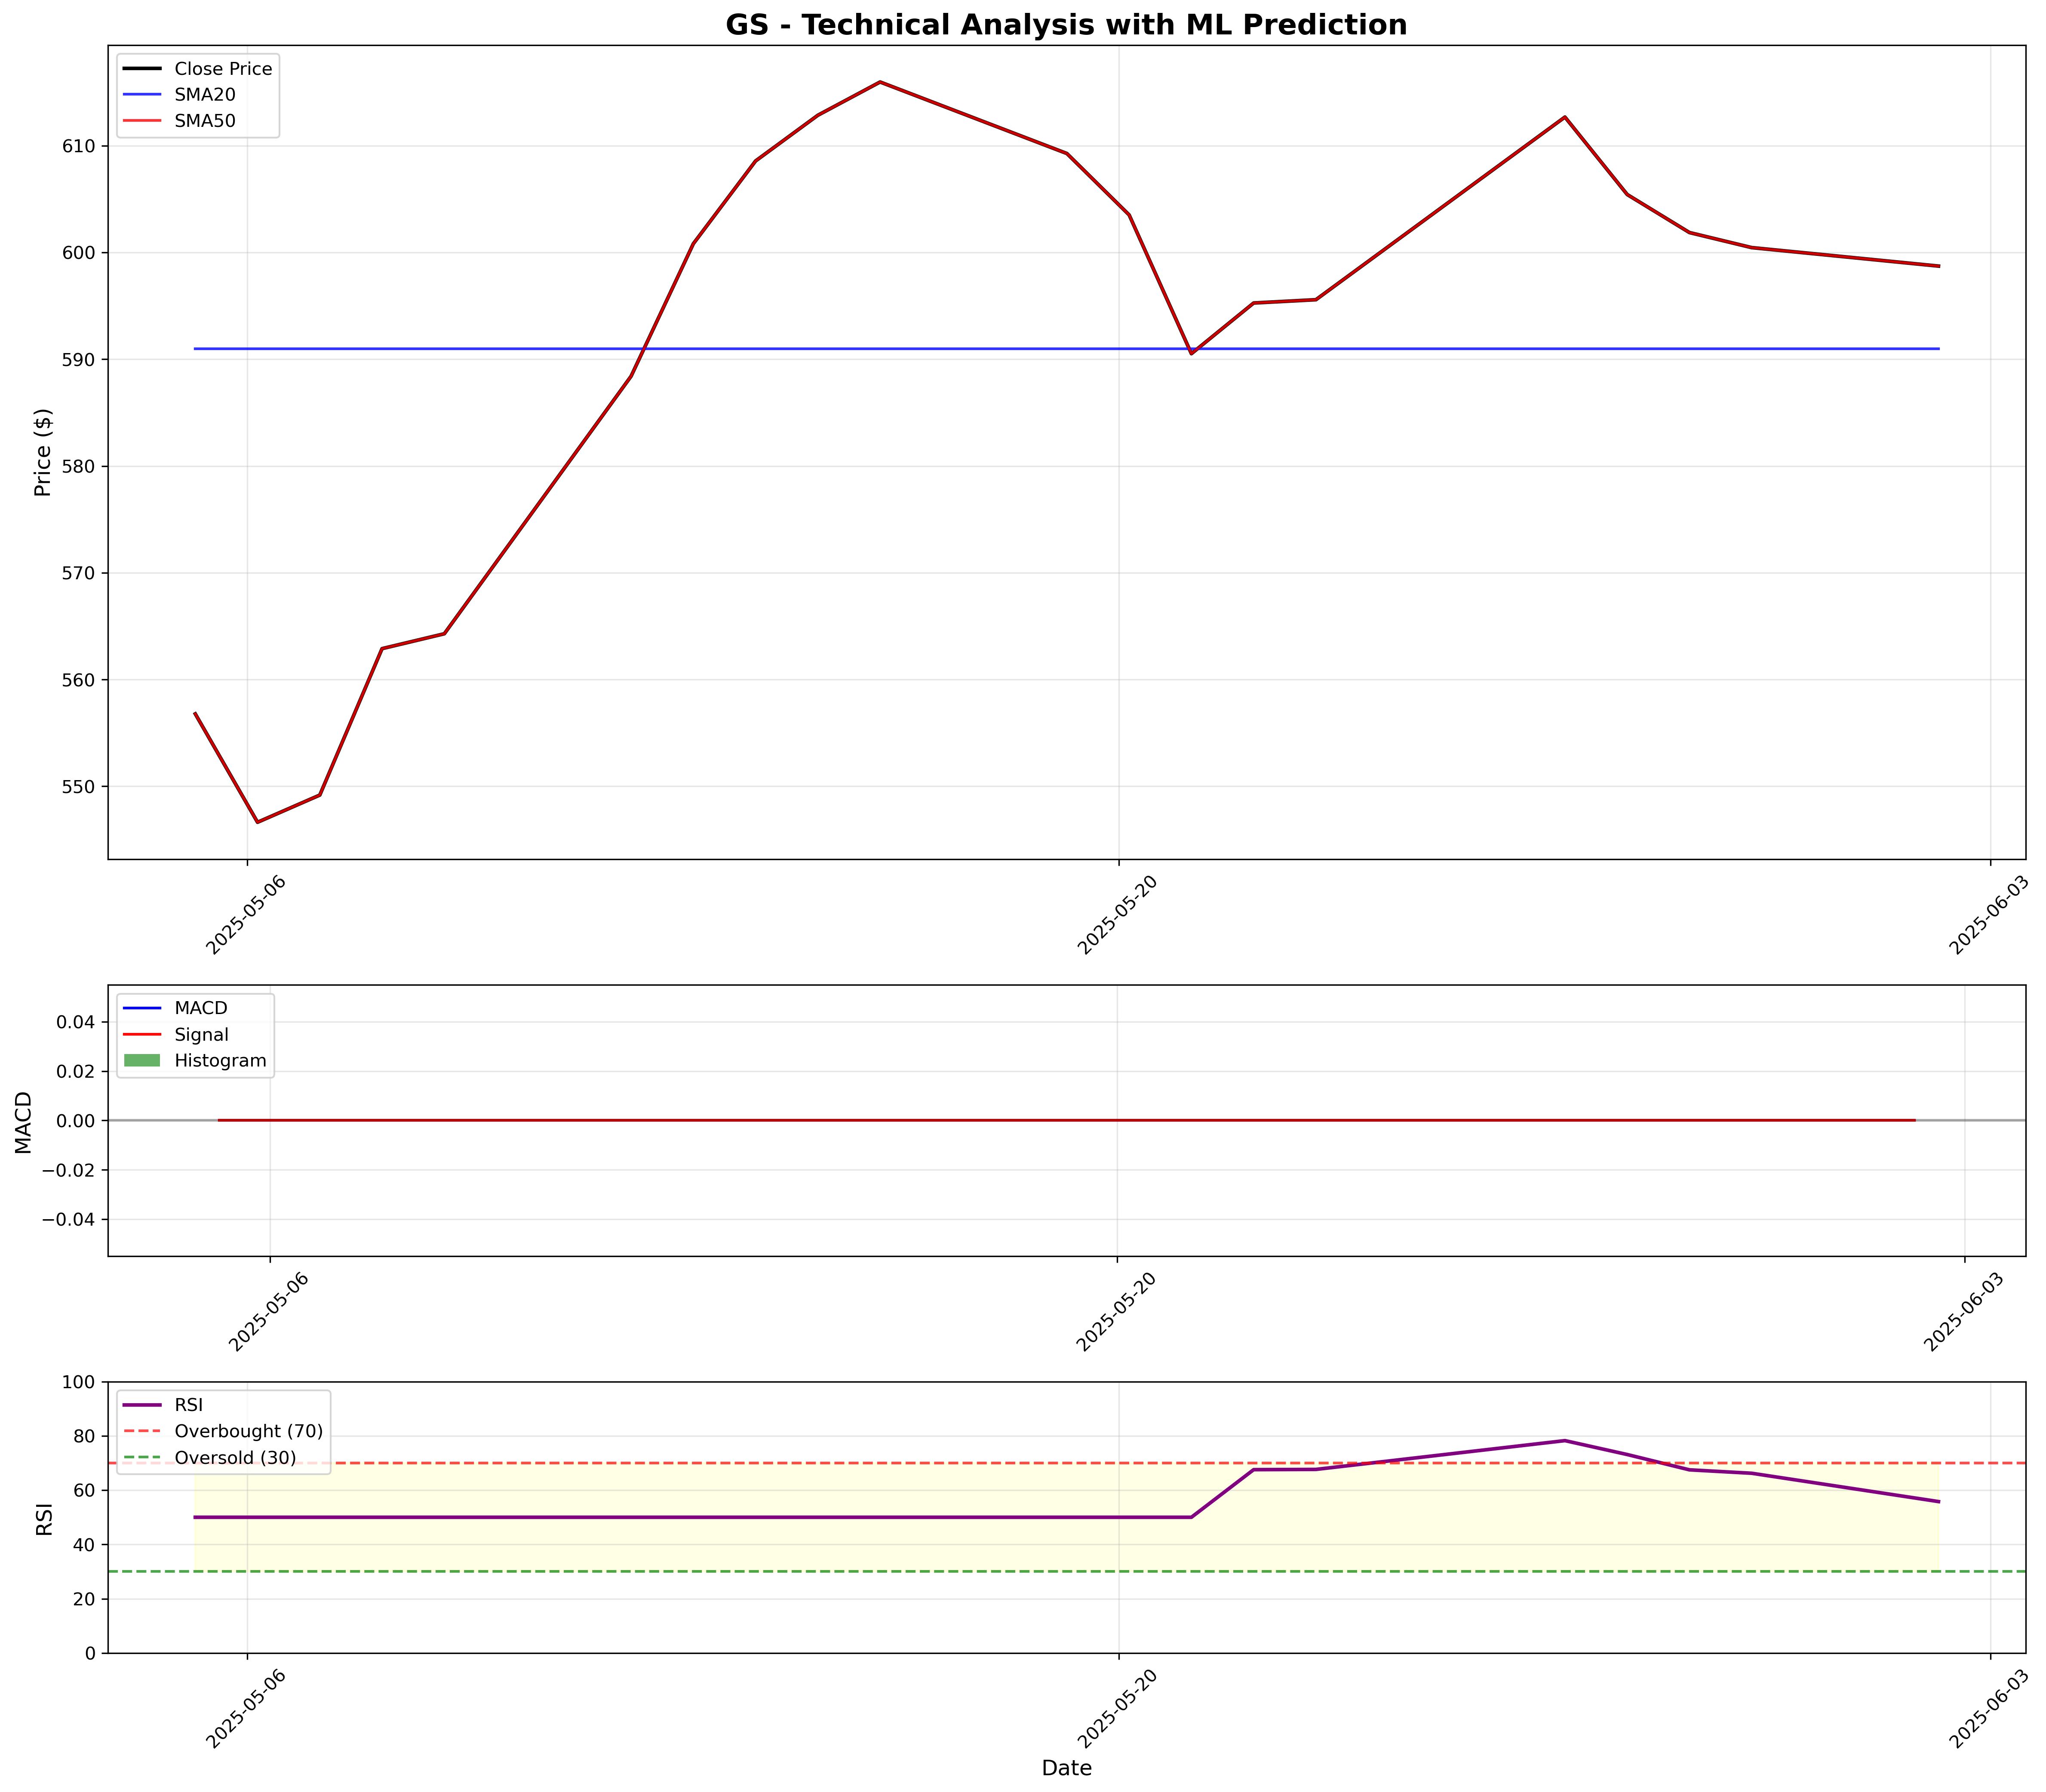 GS - Technical Analysis with ML Prediction
Close Price
SMA20
SMA50
Price ($)
610
600
590
580
570
560
550
2025-05-06
2025-05-20
2025-06-03
MACD
Signal
Histogram
MACD
0.04
0.02
0.00
−0.02
−0.04
2025-05-06
2025-05-20
2025-06-03
RSI
Overbought (70)
Oversold (30)
RSI
100
80
60
40
20
0
2025-05-06
2025-05-20
2025-06-03
Date